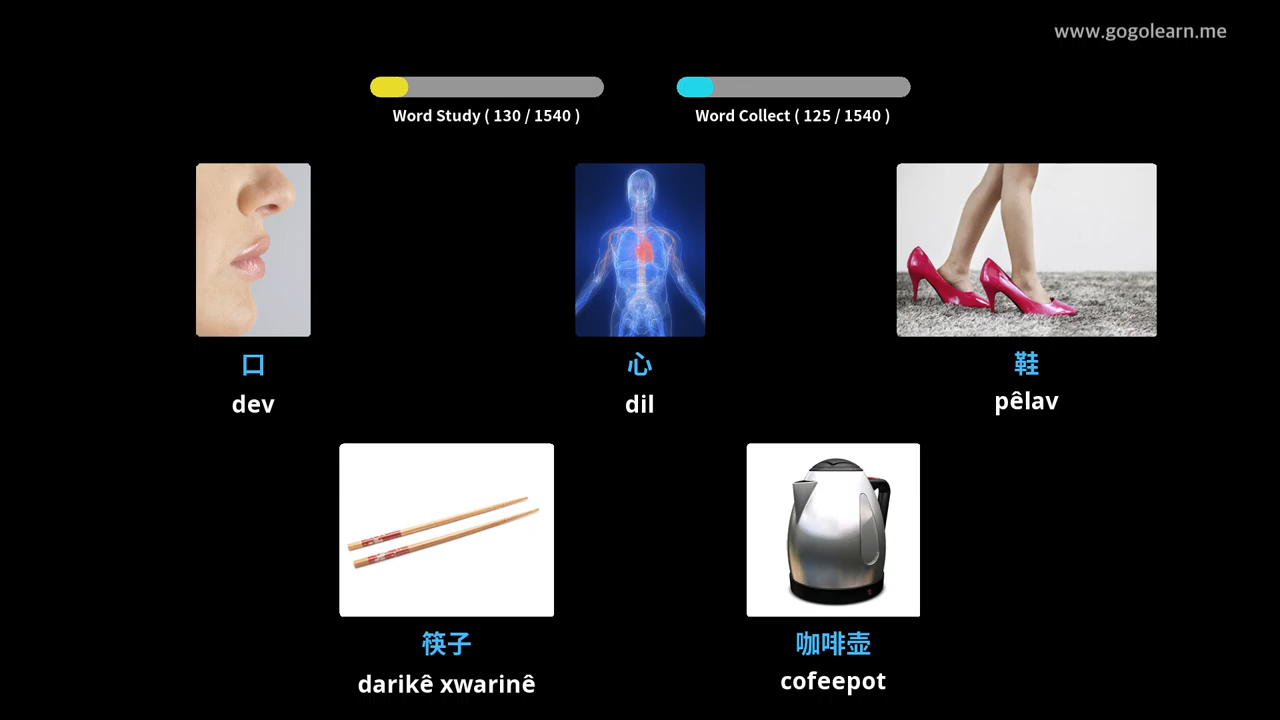 www.gogolearn.me
Word Study ( 130 / 1540 )
Word Collect ( 125 / 1540 )
口
dev
心
dil
鞋
pêlav
筷子
darikê xwarinê
咖啡壶
cofeepot